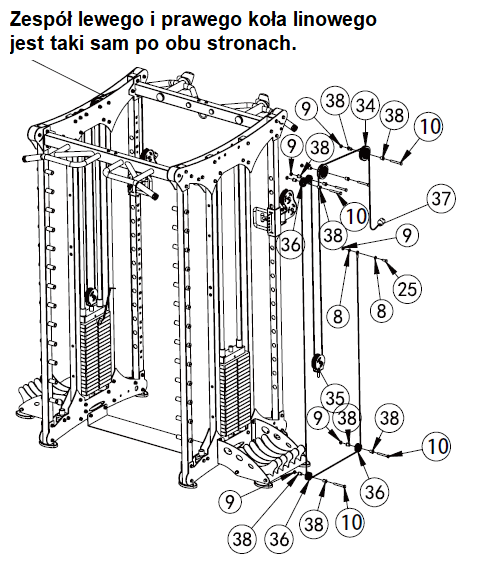 Zespół lewego i prawego koła linowego
jest taki sam po obu stronach.
9 38 34 38 10
9 38
37
36 38 10 9
8 8 25
35
9 38 38 10
36
9
38 36 38 10